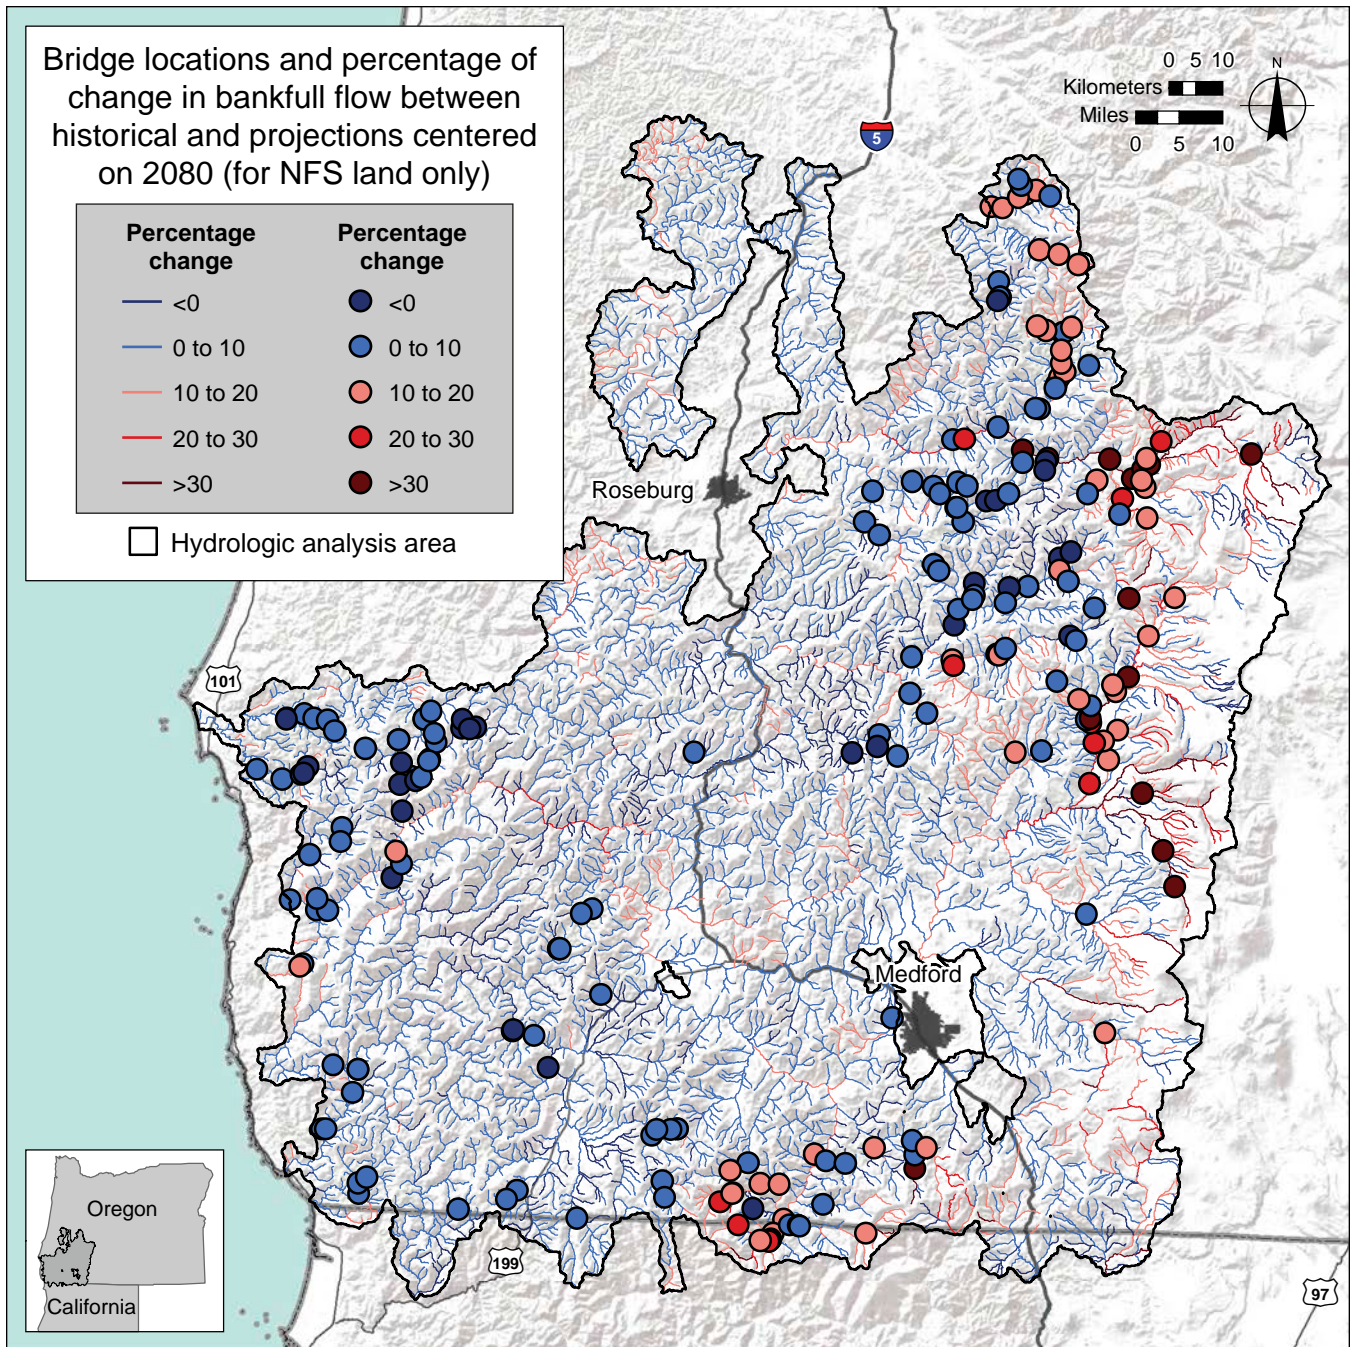 Bridge locations and percentage of
change in bankfull flow between
historical and projections centered
on 2080 (for NFS land only)
Percentage
change
Percentage
change
<0
<0
0 to 10
0 to 10
10 to 20
10 to 20
20 to 30
20 to 30
>30
>30
Hydrologic analysis area
0 5 10
Kilometers
Miles
0 5 10
N
5
Roseburg
101
Medford
199
97
Oregon
California